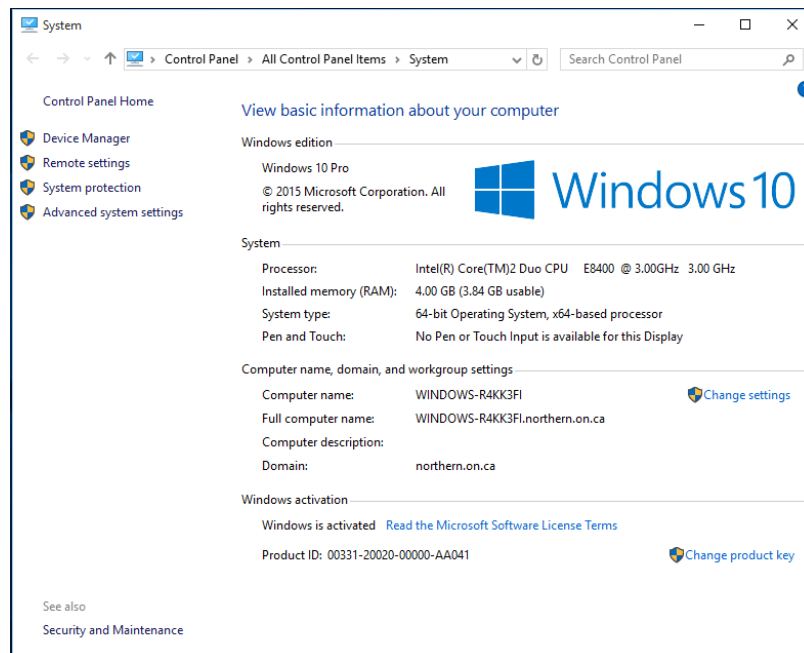 System
Control Panel > All Control Panel Items > System
Search Control Panel
Control Panel Home
Device Manager
Remote settings
System protection
Advanced system settings
See also
Security and Maintenance
View basic information about your computer
Windows edition
Windows 10 Pro
© 2015 Microsoft Corporation. All
rights reserved.
Windows 10
System
Processor: Intel(R) Core(TM)2 Duo CPU E8400 @ 3.00GHz 3.00 GHz
Installed memory (RAM): 4.00 GB (3.84 GB usable)
System type: 64-bit Operating System, x64-based processor
Pen and Touch: No Pen or Touch Input is available for this Display
Computer name, domain, and workgroup settings
Computer name: WINDOWS-R4KK3FI
Change settings
Full computer name: WINDOWS-R4KK3FI.northern.on.ca
Computer description:
Domain: northern.on.ca
Windows activation
Windows is activated Read the Microsoft Software License Terms
Product ID: 00331-20020-00000-AA041
Change product key